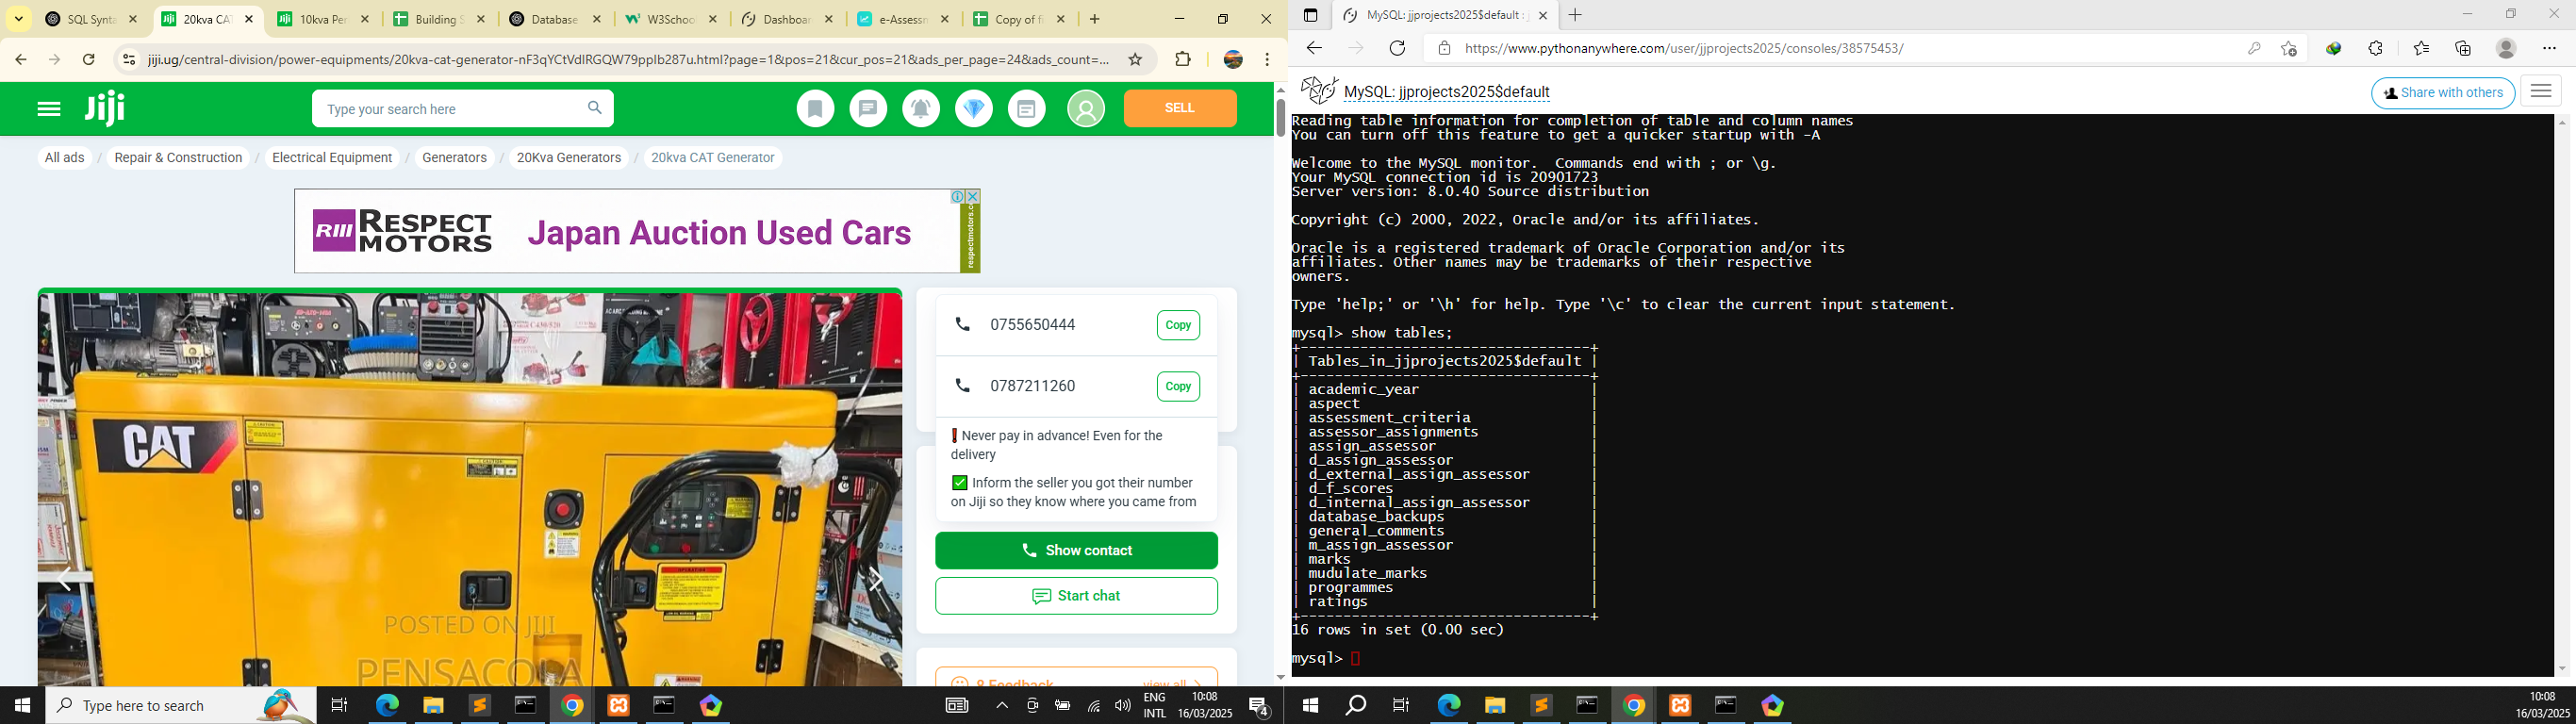 SQL Synta
20kva CA
10kva Per
Building S
Database
W3Schoo
Dashboar
e-Assessm
Copy of fi
jiji.ug/central-division/power-equipments/20kva-cat-generator-nF3qYCtVdIRGQW79ppIb287u.html?page=1&pos=21&cur_pos=21&ads_per_page=24&ads_count=...
Jiji
Type your search here
SELL
All ads / Repair & Construction / Electrical Equipment / Generators / 20Kva Generators / 20kva CAT Generator
RIII RESPECT MOTORS
Japan Auction Used Cars
respectmotors.c
CAT
POSTED ON JIJI
PENSACOLA
0755650444 Copy
0787211260 Copy
❗ Never pay in advance! Even for the
delivery
✅ Inform the seller you got their number
on Jiji so they know where you came from
Show contact
Start chat
8 Feedback view all
Type here to search
ENG
INTL
10:08
16/03/2025
4
MySQL: jjprojects2025$default : j
https://www.pythonanywhere.com/user/jjprojects2025/consoles/38575453/
MySQL: jjprojects2025$default
Share with others
Reading table information for completion of table and column names
You can turn off this feature to get a quicker startup with -A
Welcome to the MySQL monitor.  Commands end with ; or \g.
Your MySQL connection id is 20901723
Server version: 8.0.40 Source distribution
Copyright (c) 2000, 2022, Oracle and/or its affiliates.
Oracle is a registered trademark of Oracle Corporation and/or its
affiliates. Other names may be trademarks of their respective
owners.
Type 'help;' or '\h' for help. Type '\c' to clear the current input statement.
mysql> show tables;
+----------------------------------+
| Tables_in_jjprojects2025$default |
+----------------------------------+
| academic_year |
| aspect |
| assessment_criteria |
| assessor_assignments |
| assign_assessor |
| d_assign_assessor |
| d_external_assign_assessor |
| d_f_scores |
| d_internal_assign_assessor |
| database_backups |
| general_comments |
| m_assign_assessor |
| marks |
| mudulate_marks |
| programmes |
| ratings |
+----------------------------------+
16 rows in set (0.00 sec)
mysql>
10:08
16/03/2025